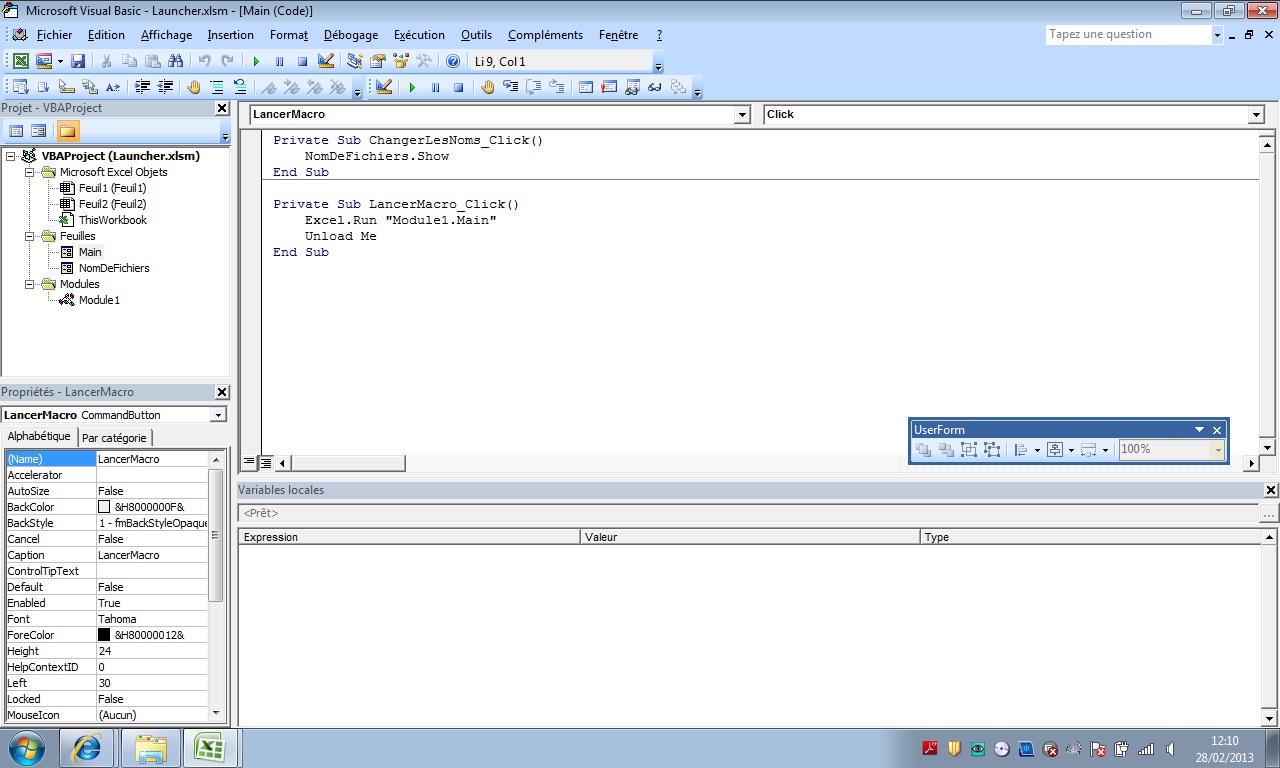 Microsoft Visual Basic - Launcher.xlsm - [Main (Code)]
Fichier Edition Affichage Insertion Format Débogage Exécution Outils Compléments Fenêtre ? Tapez une question
Li 9, Col 1
Projet - VBAProject
VBAProject (Launcher.xlsm)
Microsoft Excel Objets
Feuil1 (Feuil1)
Feuil2 (Feuil2)
ThisWorkbook
Feuilles
Main
NomDeFichiers
Modules
Module1
LancerMacro Click
Private Sub ChangerLesNoms_Click()
NomDeFichiers.Show
End Sub
Private Sub LancerMacro_Click()
Excel.Run "Module1.Main"
Unload Me
End Sub
UserForm
100%
Propriétés - LancerMacro
LancerMacro CommandButton
Alphabétique Par catégorie
(Name) LancerMacro
Accelerator
AutoSize False
BackColor &H8000000F&
BackStyle 1 - fmBackStyleOpaque
Cancel False
Caption LancerMacro
ControlTipText
Default False
Enabled True
Font Tahoma
ForeColor &H80000012&
Height 24
HelpContextID 0
Left 30
Locked False
MouseIcon (Aucun)
Variables locales
<Prêt>
...
Expression Valeur Type
12:10
28/02/2013